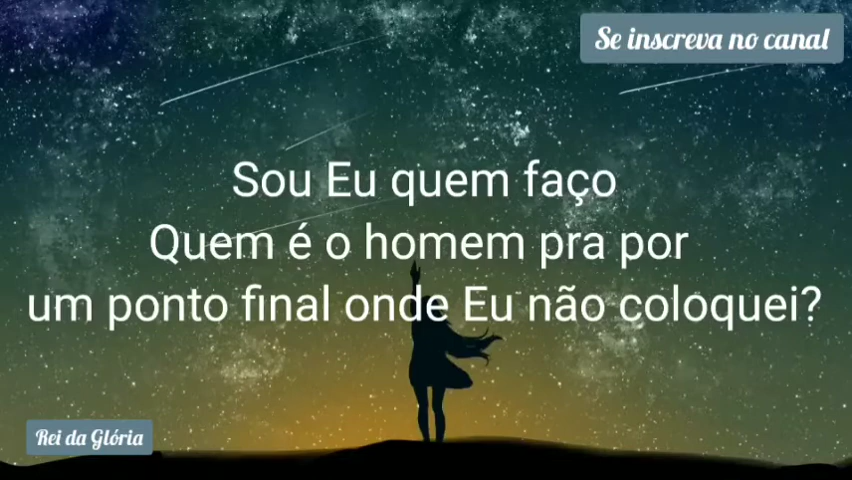 Se inscreva no canal
Sou Eu quem faço
Quem é o homem pra por
um ponto final onde Eu não coloquei?
Rei da Glória